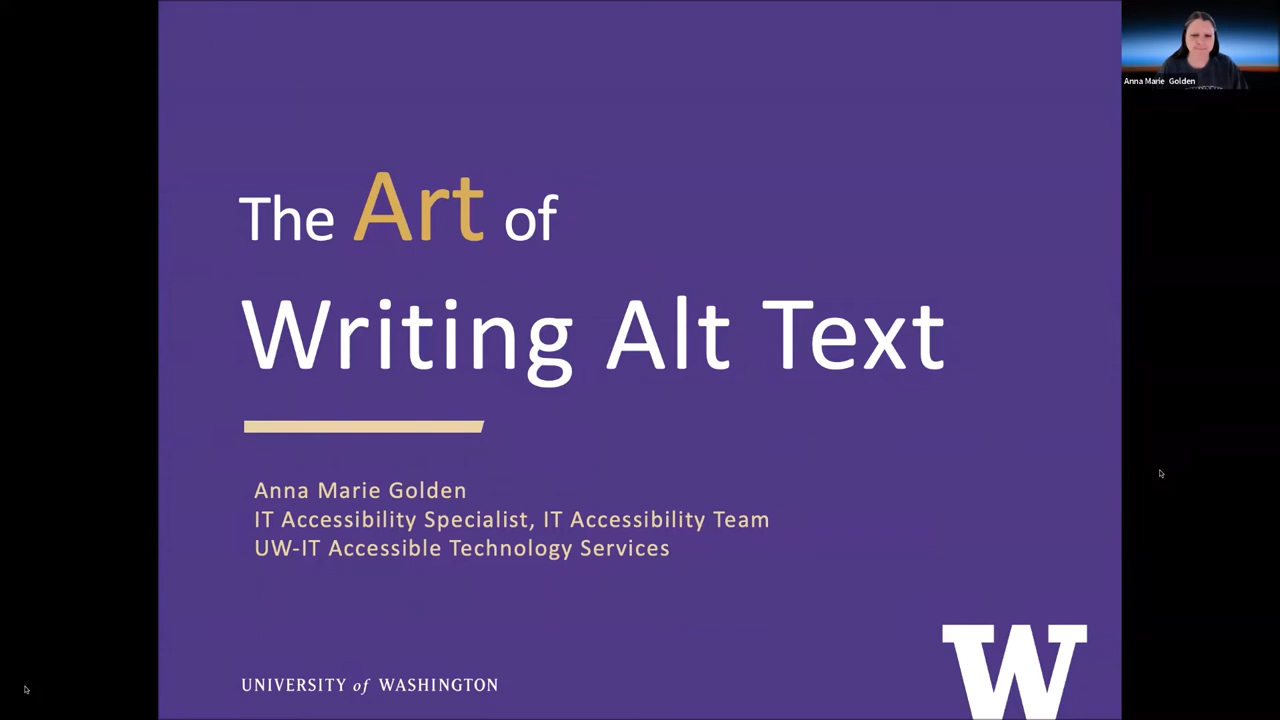 The Art of
Writing Alt Text
Anna Marie Golden
IT Accessibility Specialist, IT Accessibility Team
UW-IT Accessible Technology Services
UNIVERSITY of WASHINGTON
W
Anna Marie Golden